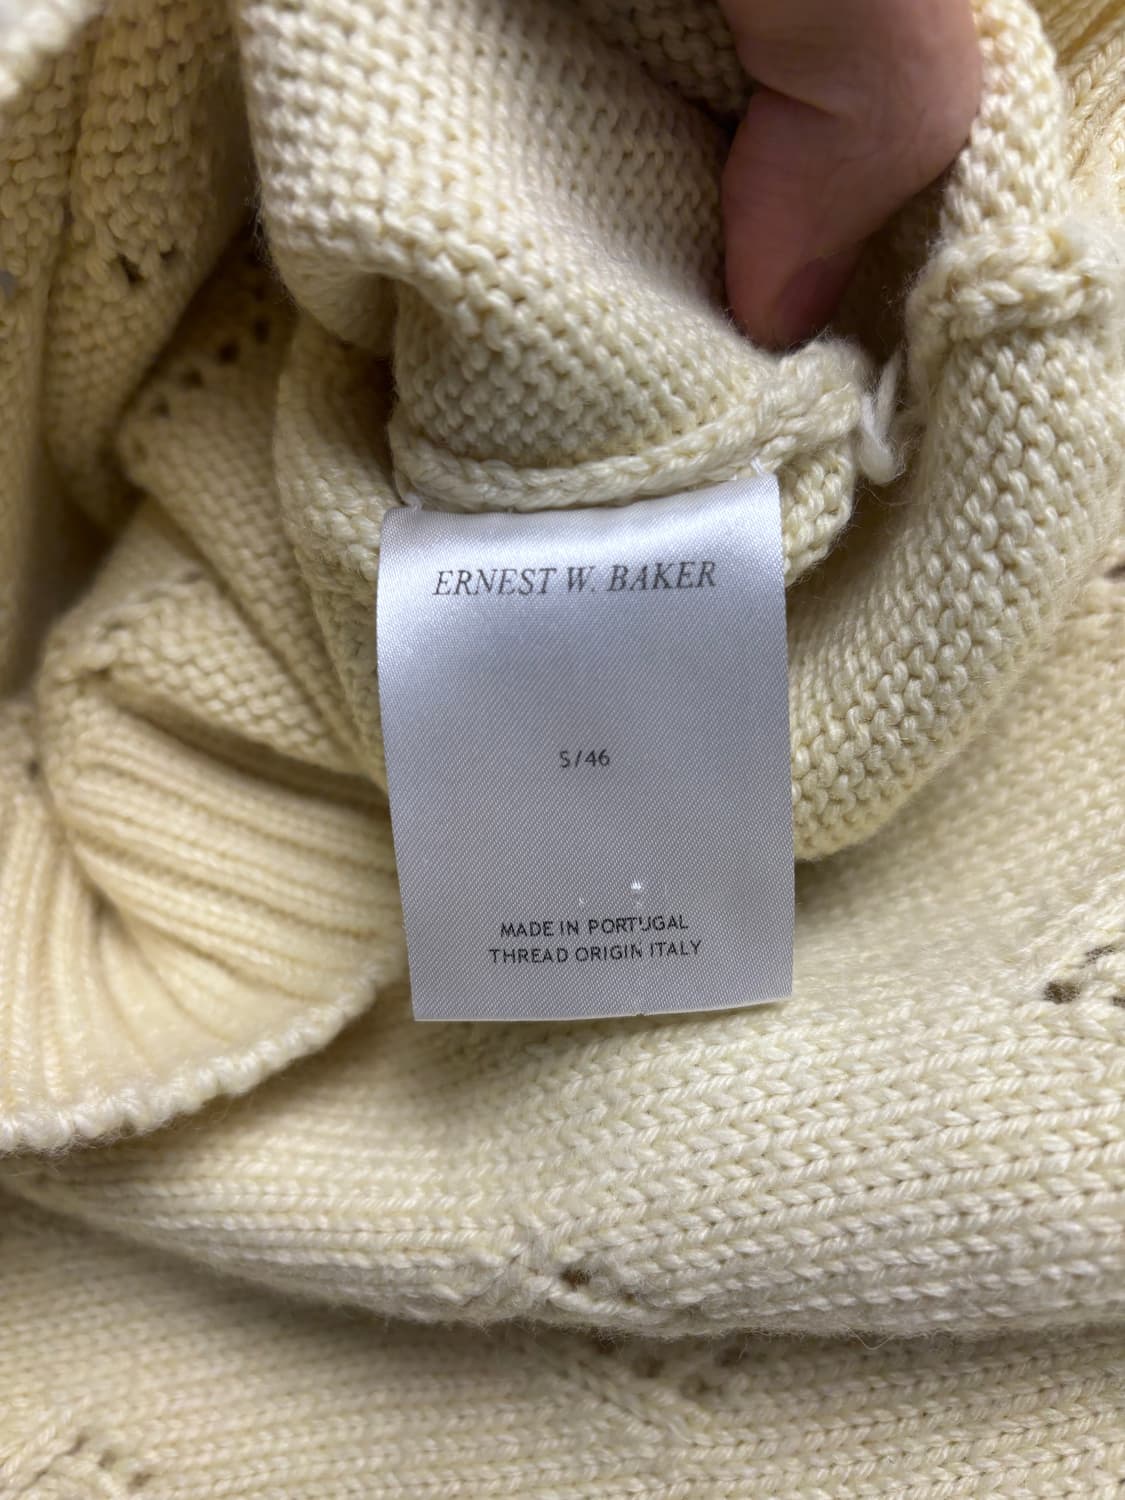 ERNEST W. BAKER
S/46
MADE IN PORTUGAL
THREAD ORIGIN ITALY